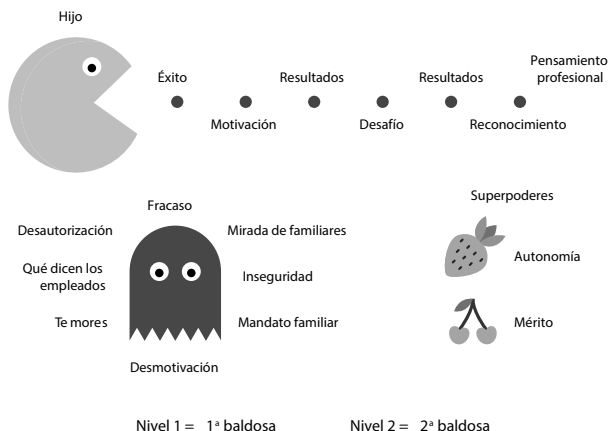 Hijo
Pensamiento
profesional
Éxito
Resultados
Resultados
Motivación
Desafío
Reconocimiento
Superpoderes
Fracaso
Desautorización
Mirada de familiares
Autonomía
Qué dicen los
empleados
Inseguridad
Te mores
Mandato familiar
Mérito
Desmotivación
Nivel 1 = 1ª baldosa
Nivel 2 = 2ª baldosa